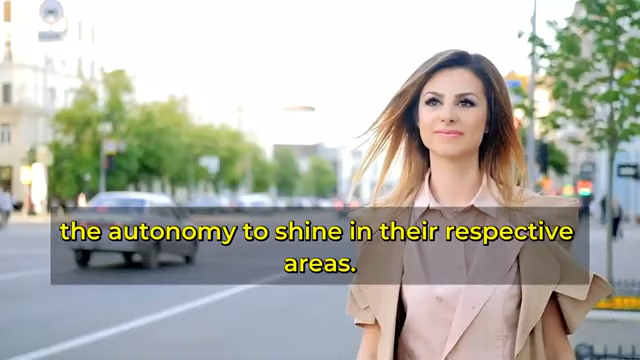 the autonomy to shine in their respective
areas.